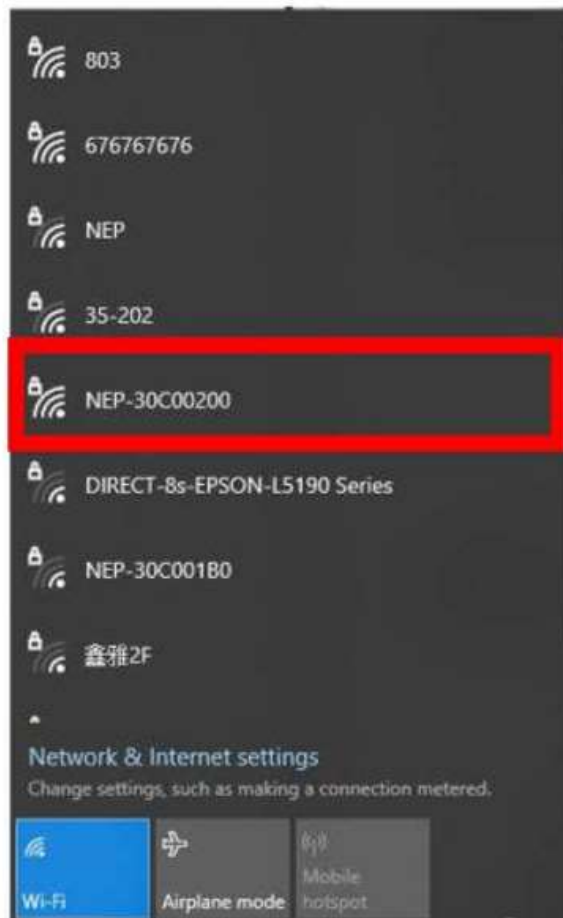 803
676767676
NEP
35-202
NEP-30C00200
DIRECT-8s-EPSON-L5190 Series
NEP-30C001B0
鑫雅2F
Network & Internet settings
Change settings, such as making a connection metered.
Wi-Fi
Airplane mode
Mobile
hotspot